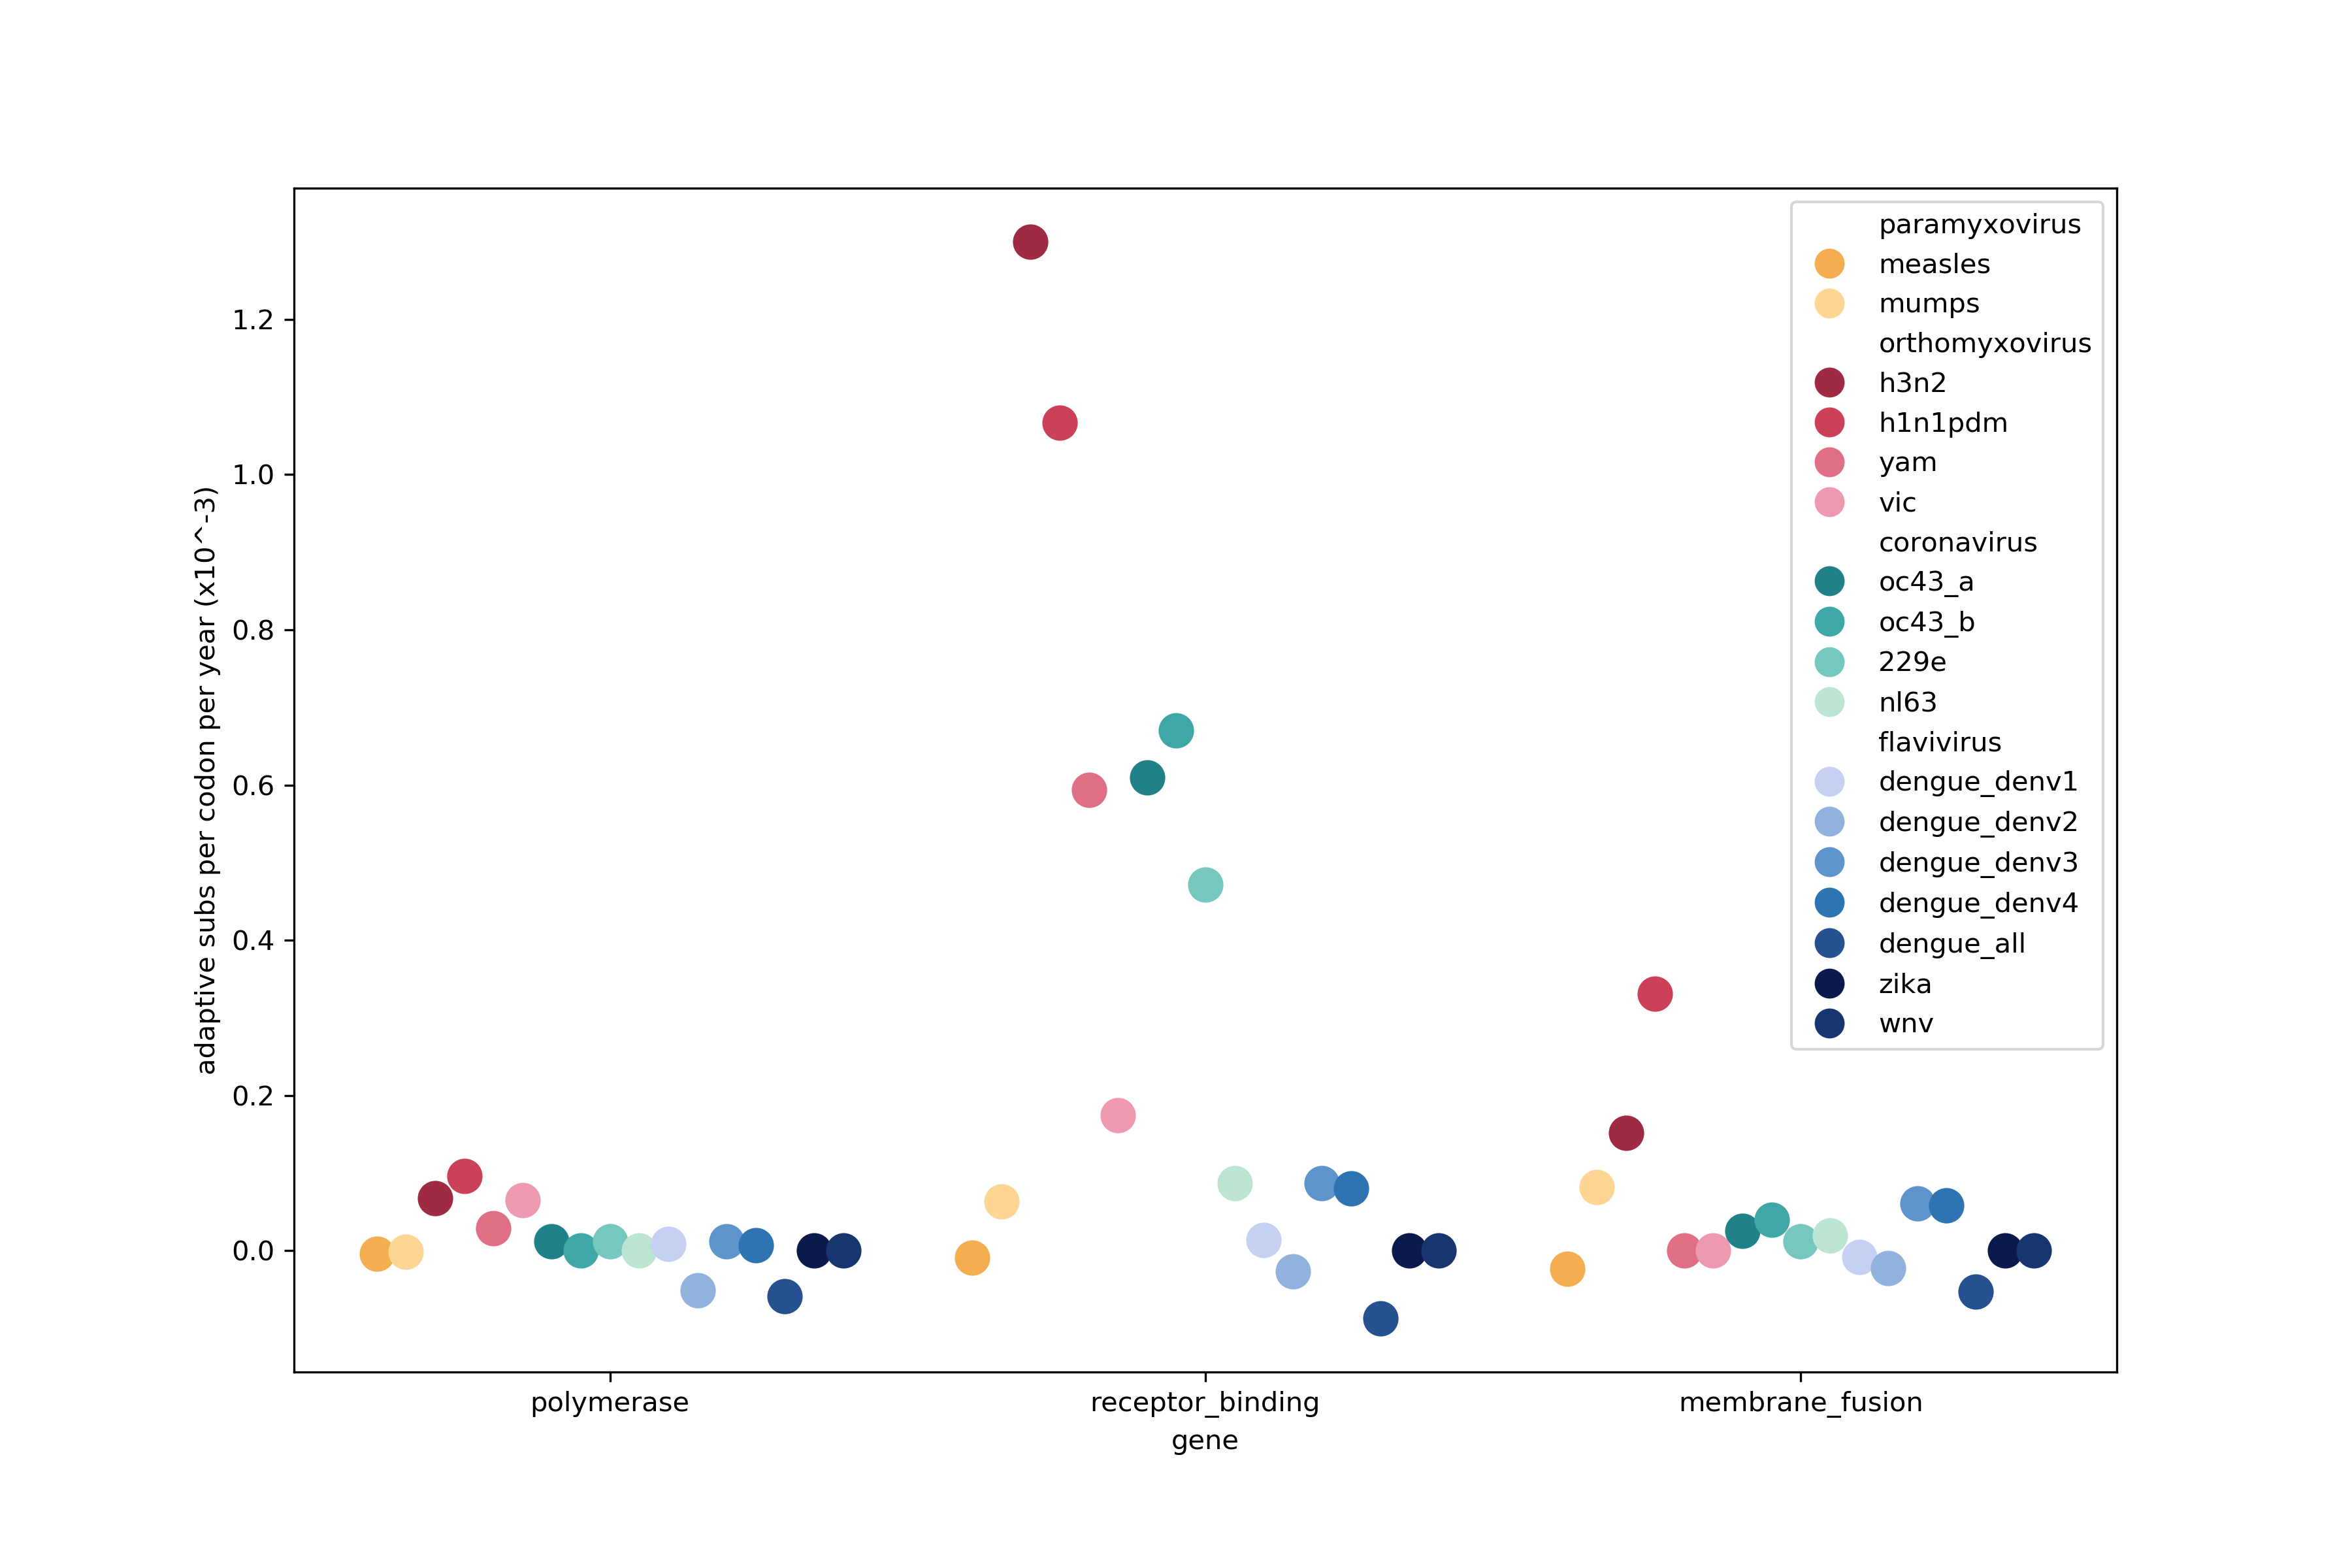 adaptive subs per codon per year (x10^-3)
1.2
1.0
0.8
0.6
0.4
0.2
0.0
paramyxovirus
measles
mumps
orthomyxovirus
h3n2
h1n1pdm
yam
vic
coronavirus
oc43_a
oc43_b
229e
nl63
flavivirus
dengue_denv1
dengue_denv2
dengue_denv3
dengue_denv4
dengue_all
zika
wnv
polymerase receptor_binding membrane_fusion
gene